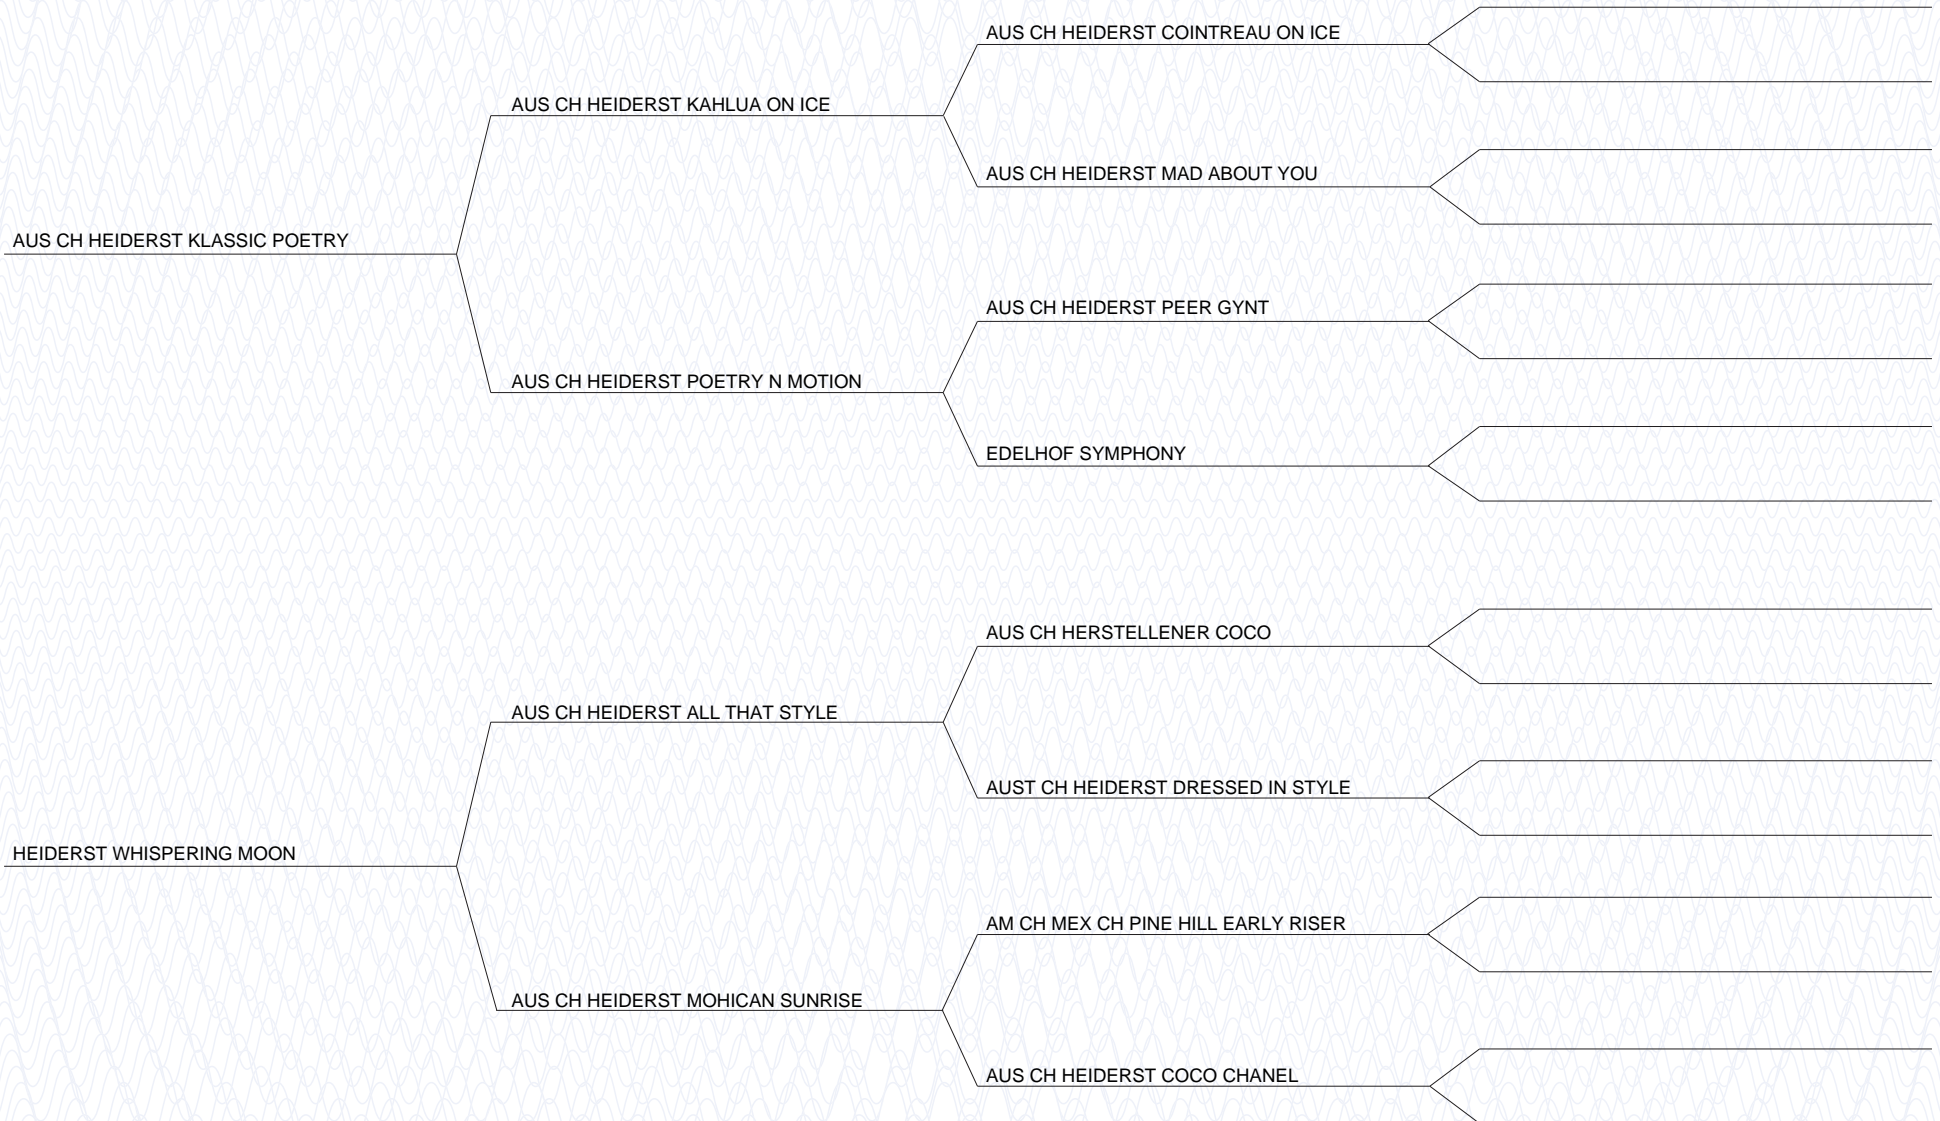 AUS CH HEIDERST COINTREAU ON ICE
AUS CH HEIDERST KAHLUA ON ICE
AUS CH HEIDERST MAD ABOUT YOU
AUS CH HEIDERST KLASSIC POETRY
AUS CH HEIDERST PEER GYNT
AUS CH HEIDERST POETRY N MOTION
EDELHOF SYMPHONY
AUS CH HERSTELLENER COCO
AUS CH HEIDERST ALL THAT STYLE
AUST CH HEIDERST DRESSED IN STYLE
HEIDERST WHISPERING MOON
AM CH MEX CH PINE HILL EARLY RISER
AUS CH HEIDERST MOHICAN SUNRISE
AUS CH HEIDERST COCO CHANEL